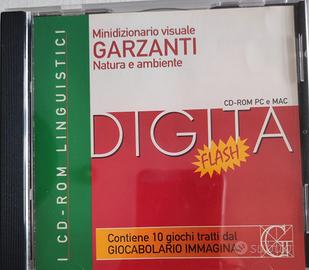 I CD-ROM LINGUISTICI
Minidizionario visuale
GARZANTI
Natura e ambiente
CD-ROM PC e MAC
DIGITA
FLASH
Contiene 10 giochi tratti dal
GIOCABOLARIO IMMAGINA
subito